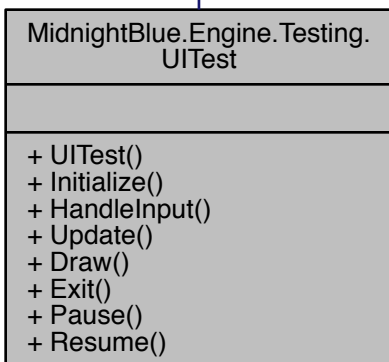 MidnightBlue.Engine.Testing.
UITest
+ UITest()
+ Initialize()
+ HandleInput()
+ Update()
+ Draw()
+ Exit()
+ Pause()
+ Resume()